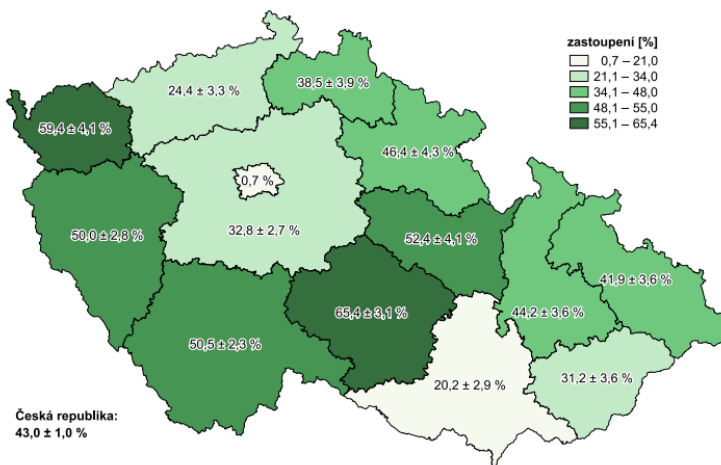 zastoupení [%]
0,7 – 21,0
21,1 – 34,0
34,1 – 48,0
48,1 – 55,0
55,1 – 65,4
24,4 ± 3,3 %
38,5 ± 3,9 %
59,4 ± 4,1 %
46,4 ± 4,3 %
0,7 %
32,8 ± 2,7 %
50,0 ± 2,8 %
52,4 ± 4,1 %
41,9 ± 3,6 %
65,4 ± 3,1 %
44,2 ± 3,6 %
50,5 ± 2,3 %
31,2 ± 3,6 %
20,2 ± 2,9 %
Česká republika:
43,0 ± 1,0 %